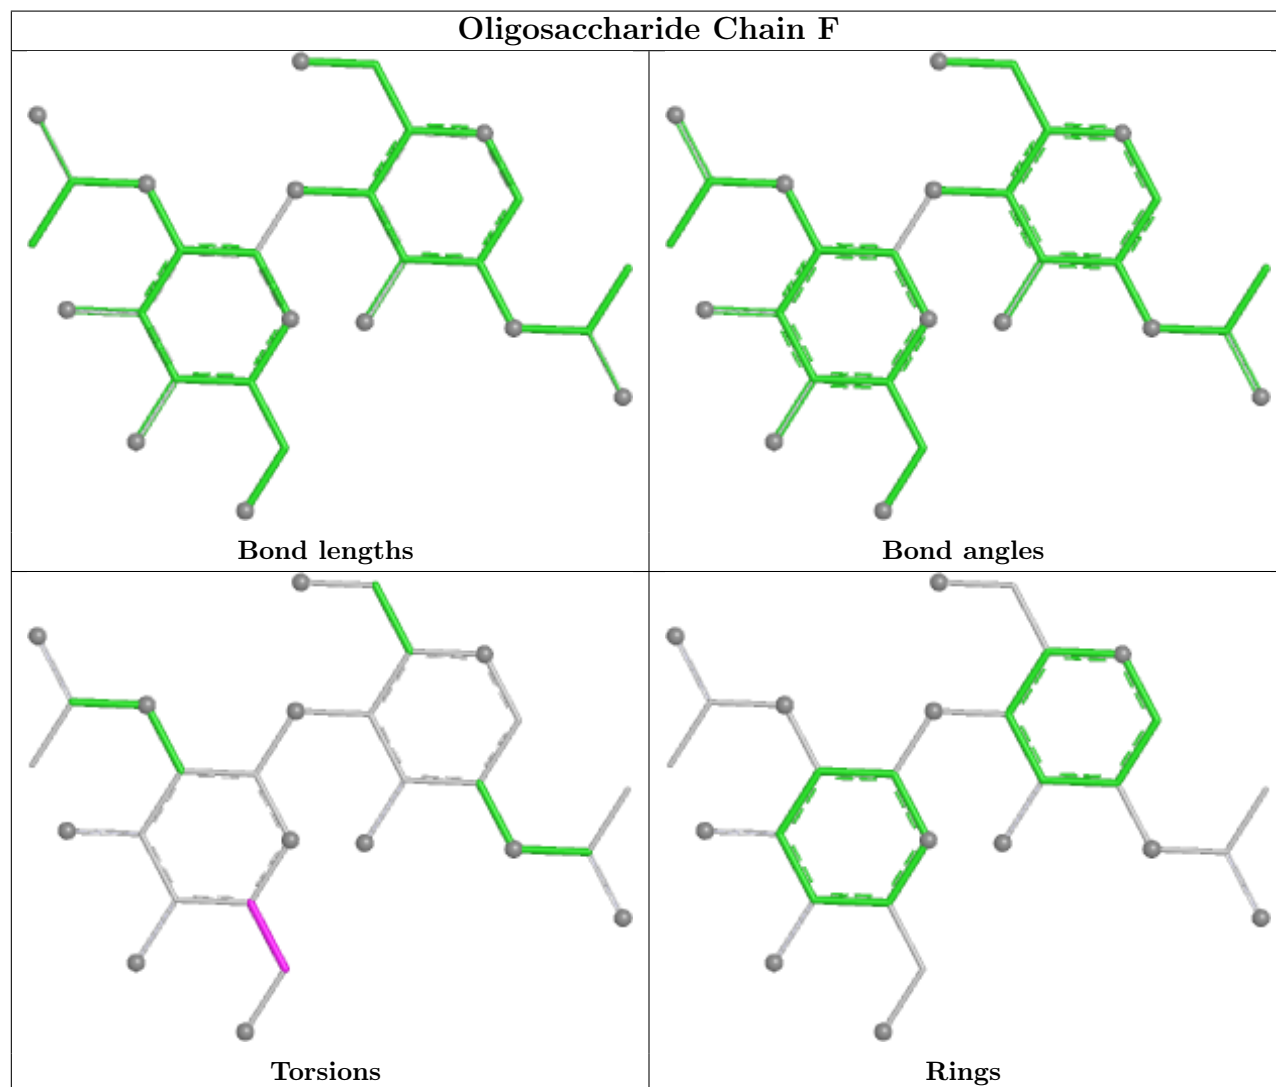 Oligosaccharide Chain F
Bond lengths
Bond angles
Torsions
Rings